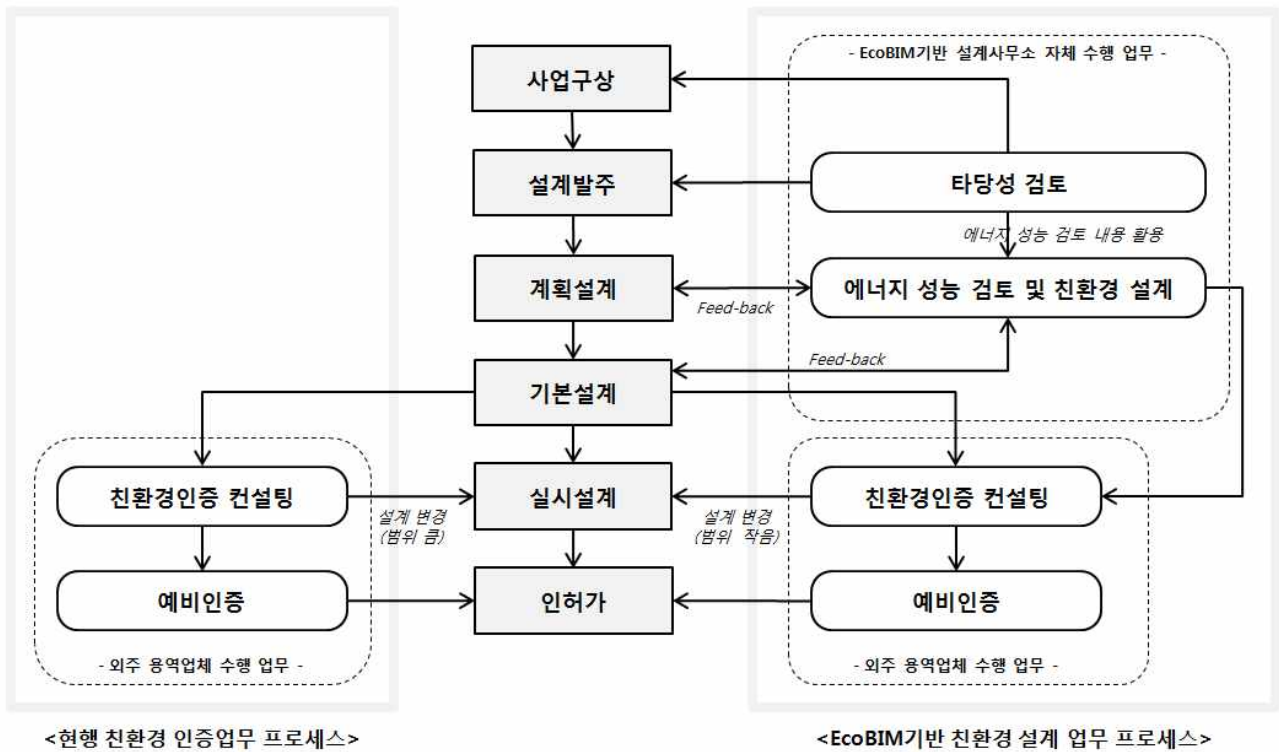 - EcoBIM기반 설계사무소 자체 수행 업무 -
사업구상
설계발주
타당성 검토
에너지 성능 검토 내용 활용
계획설계
에너지 성능 검토 및 친환경 설계
Feed-back
Feed-back
기본설계
친환경인증 컨설팅
실시설계
친환경인증 컨설팅
설계 변경
(범위 큼)
설계 변경
(범위 작음)
예비인증
인허가
예비인증
- 외주 용역업체 수행 업무 -
- 외주 용역업체 수행 업무 -
<현행 친환경 인증업무 프로세스>
<EcoBIM기반 친환경 설계 업무 프로세스>